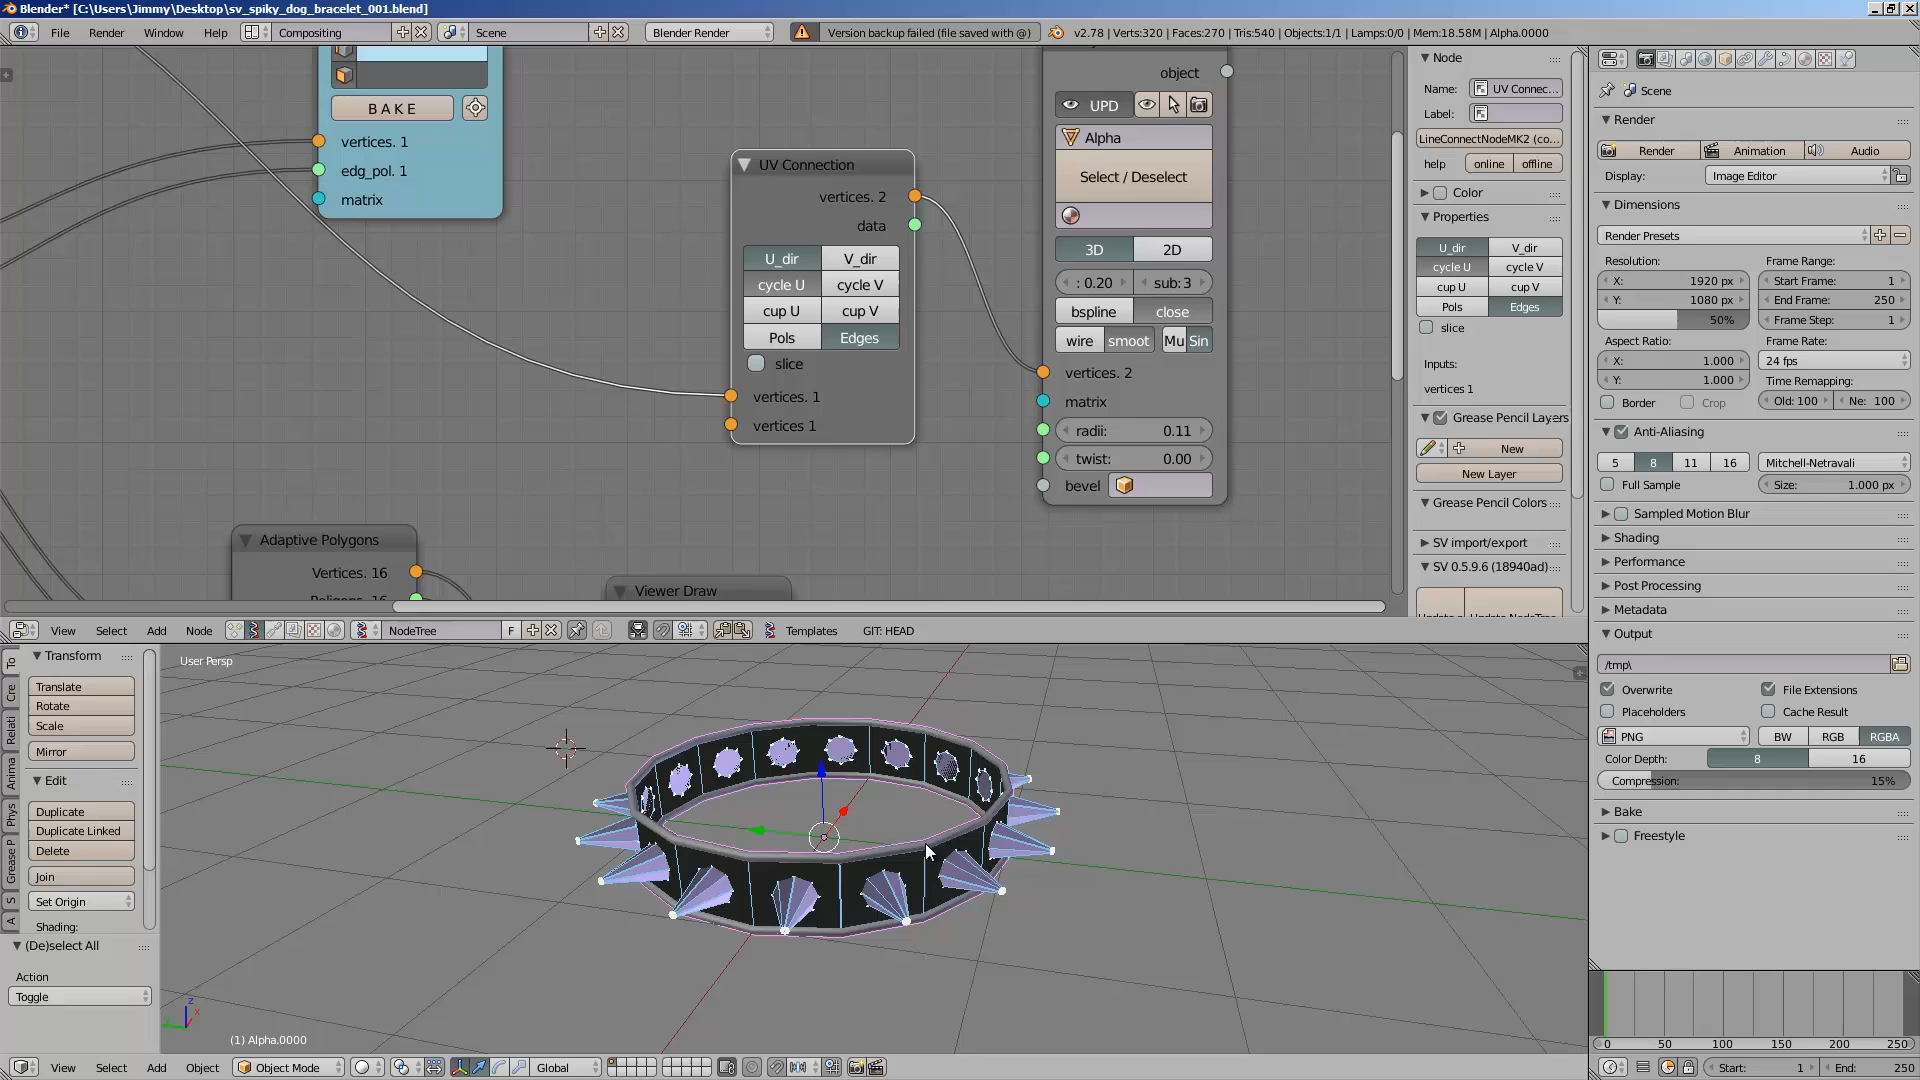 Blender* [C:\Users\Jimmy\Desktop\sv_spiky_dog_bracelet_001.blend]
File Render Window Help Compositing Scene Blender Render Version backup failed (file saved with @) v2.78 | Verts:320 | Faces:270 | Tris:540 | Objects:1/1 | Lamps:0/0 | Mem:18.58M | Alpha.0000
BAKE
vertices. 1
edg_pol. 1
matrix
UV Connection
vertices. 2
data
U_dir V_dir
cycle U cycle V
cup U cup V
Pols Edges
slice
vertices. 1
vertices 1
object
UPD
Alpha
Select / Deselect
3D 2D
: 0.20 sub: 3
bspline close
wire smoot Mu Sin
vertices. 2
matrix
radii: 0.11
twist: 0.00
bevel
Adaptive Polygons
Vertices. 16
Viewer Draw
Node
Name: UV Connec...
Label:
LineConnectNodeMK2 (co...
help online offline
Color
Properties
U_dir V_dir
cycle U cycle V
cup U cup V
Pols Edges
slice
Inputs:
vertices 1
Grease Pencil Layers
New
New Layer
Grease Pencil Colors
SV import/export
SV 0.5.9.6 (18940ad)
View Select Add Node NodeTree F Templates GIT: HEAD
Transform
Translate
Rotate
Scale
Mirror
Edit
Duplicate
Duplicate Linked
Delete
Join
Set Origin
Shading:
(De)select All
Action
Toggle
To
Cre
Relati
Anima
Phys
Grease P
S
A
User Persp
z
x
(1) Alpha.0000
View Select Add Object Object Mode Global
Scene
Render
Render Animation Audio
Display: Image Editor
Dimensions
Render Presets
Resolution: Frame Range:
X: 1920 px Start Frame: 1
Y: 1080 px End Frame: 250
50% Frame Step: 1
Aspect Ratio: Frame Rate:
X: 1.000 24 fps
Y: 1.000 Time Remapping:
Border Crop Old: 100 Ne: 100
Anti-Aliasing
5 8 11 16 Mitchell-Netravali
Full Sample Size: 1.000 px
Sampled Motion Blur
Shading
Performance
Post Processing
Metadata
Output
/tmp\
Overwrite File Extensions
Placeholders Cache Result
PNG BW RGB RGBA
Color Depth: 8 16
Compression: 15%
Bake
Freestyle
0 50 100 150 200 250
Start: 1 End: 250